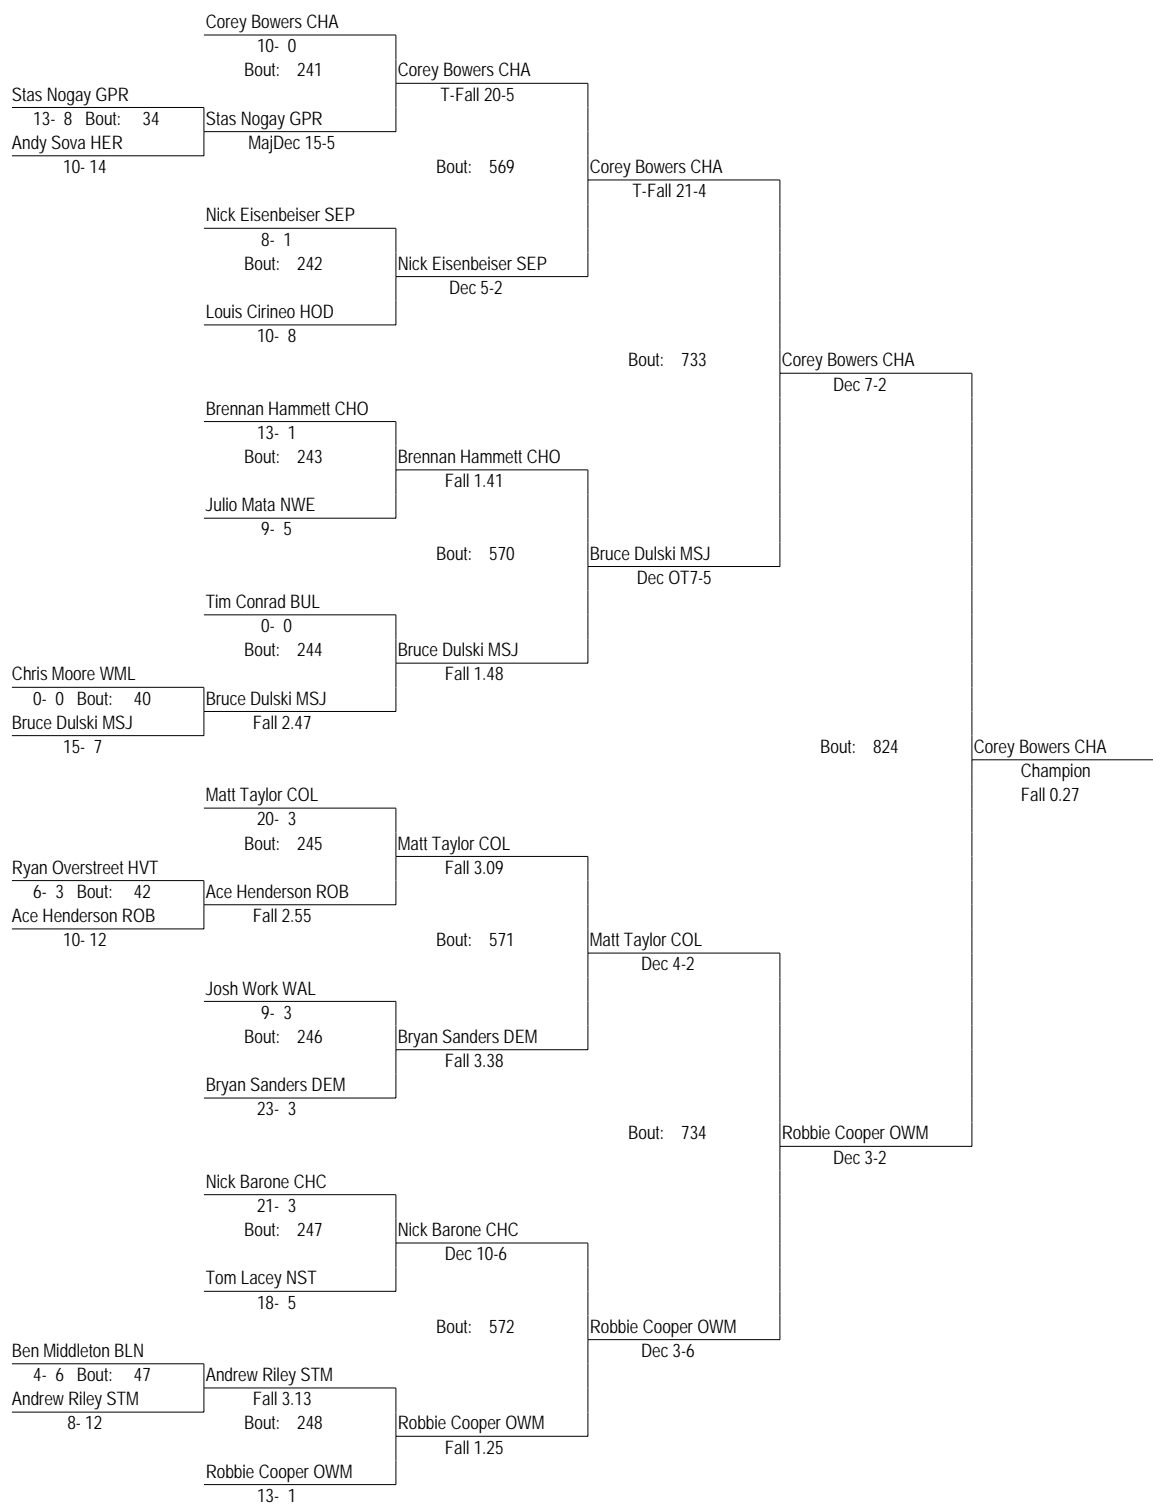 Corey Bowers CHA
10- 0
Bout: 241
Corey Bowers CHA
T-Fall 20-5
Stas Nogay GPR
13- 8 Bout: 34
Stas Nogay GPR
Andy Sova HER
MajDec 15-5
10- 14
Bout: 569
Corey Bowers CHA
T-Fall 21-4
Nick Eisenbeiser SEP
8- 1
Bout: 242
Nick Eisenbeiser SEP
Dec 5-2
Louis Cirineo HOD
10- 8
Bout: 733
Corey Bowers CHA
Dec 7-2
Brennan Hammett CHO
13- 1
Bout: 243
Brennan Hammett CHO
Fall 1.41
Julio Mata NWE
9- 5
Bout: 570
Bruce Dulski MSJ
Dec OT7-5
Tim Conrad BUL
0- 0
Bout: 244
Bruce Dulski MSJ
Fall 1.48
Chris Moore WML
0- 0 Bout: 40
Bruce Dulski MSJ
Bruce Dulski MSJ
Fall 2.47
15- 7
Bout: 824
Corey Bowers CHA
Champion
Fall 0.27
Matt Taylor COL
20- 3
Bout: 245
Matt Taylor COL
Fall 3.09
Ryan Overstreet HVT
6- 3 Bout: 42
Ace Henderson ROB
Ace Henderson ROB
Fall 2.55
10- 12
Bout: 571
Matt Taylor COL
Dec 4-2
Josh Work WAL
9- 3
Bout: 246
Bryan Sanders DEM
Fall 3.38
Bryan Sanders DEM
23- 3
Bout: 734
Robbie Cooper OWM
Dec 3-2
Nick Barone CHC
21- 3
Bout: 247
Nick Barone CHC
Dec 10-6
Tom Lacey NST
18- 5
Bout: 572
Robbie Cooper OWM
Dec 3-6
Ben Middleton BLN
4- 6 Bout: 47
Andrew Riley STM
Andrew Riley STM
Fall 3.13
8- 12
Bout: 248
Robbie Cooper OWM
Fall 1.25
Robbie Cooper OWM
13- 1